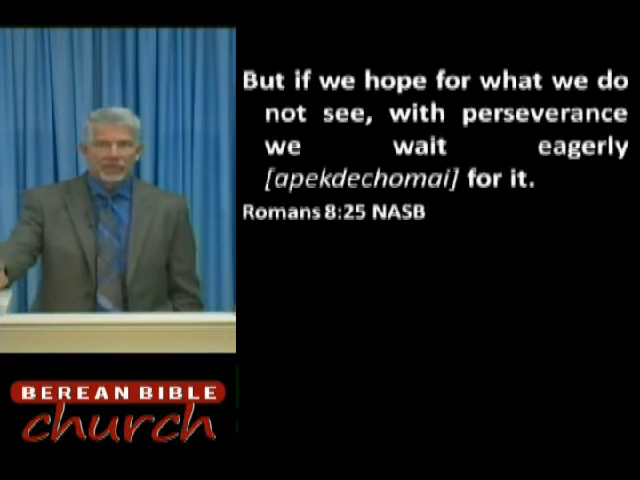 But if we hope for what we do
not see, with perseverance
we wait eagerly
[apekdechomai] for it.
Romans 8:25 NASB
BEREAN BIBLE
church